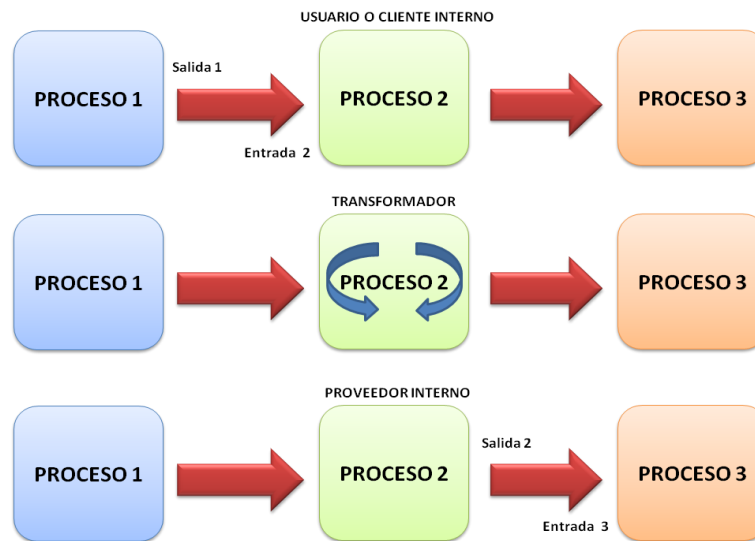 USUARIO O CLIENTE INTERNO
PROCESO 1
Salida 1
Entrada 2
PROCESO 2
PROCESO 3
TRANSFORMADOR
PROCESO 1
PROCESO 2
PROCESO 3
PROVEEDOR INTERNO
PROCESO 1
PROCESO 2
Salida 2
Entrada 3
PROCESO 3